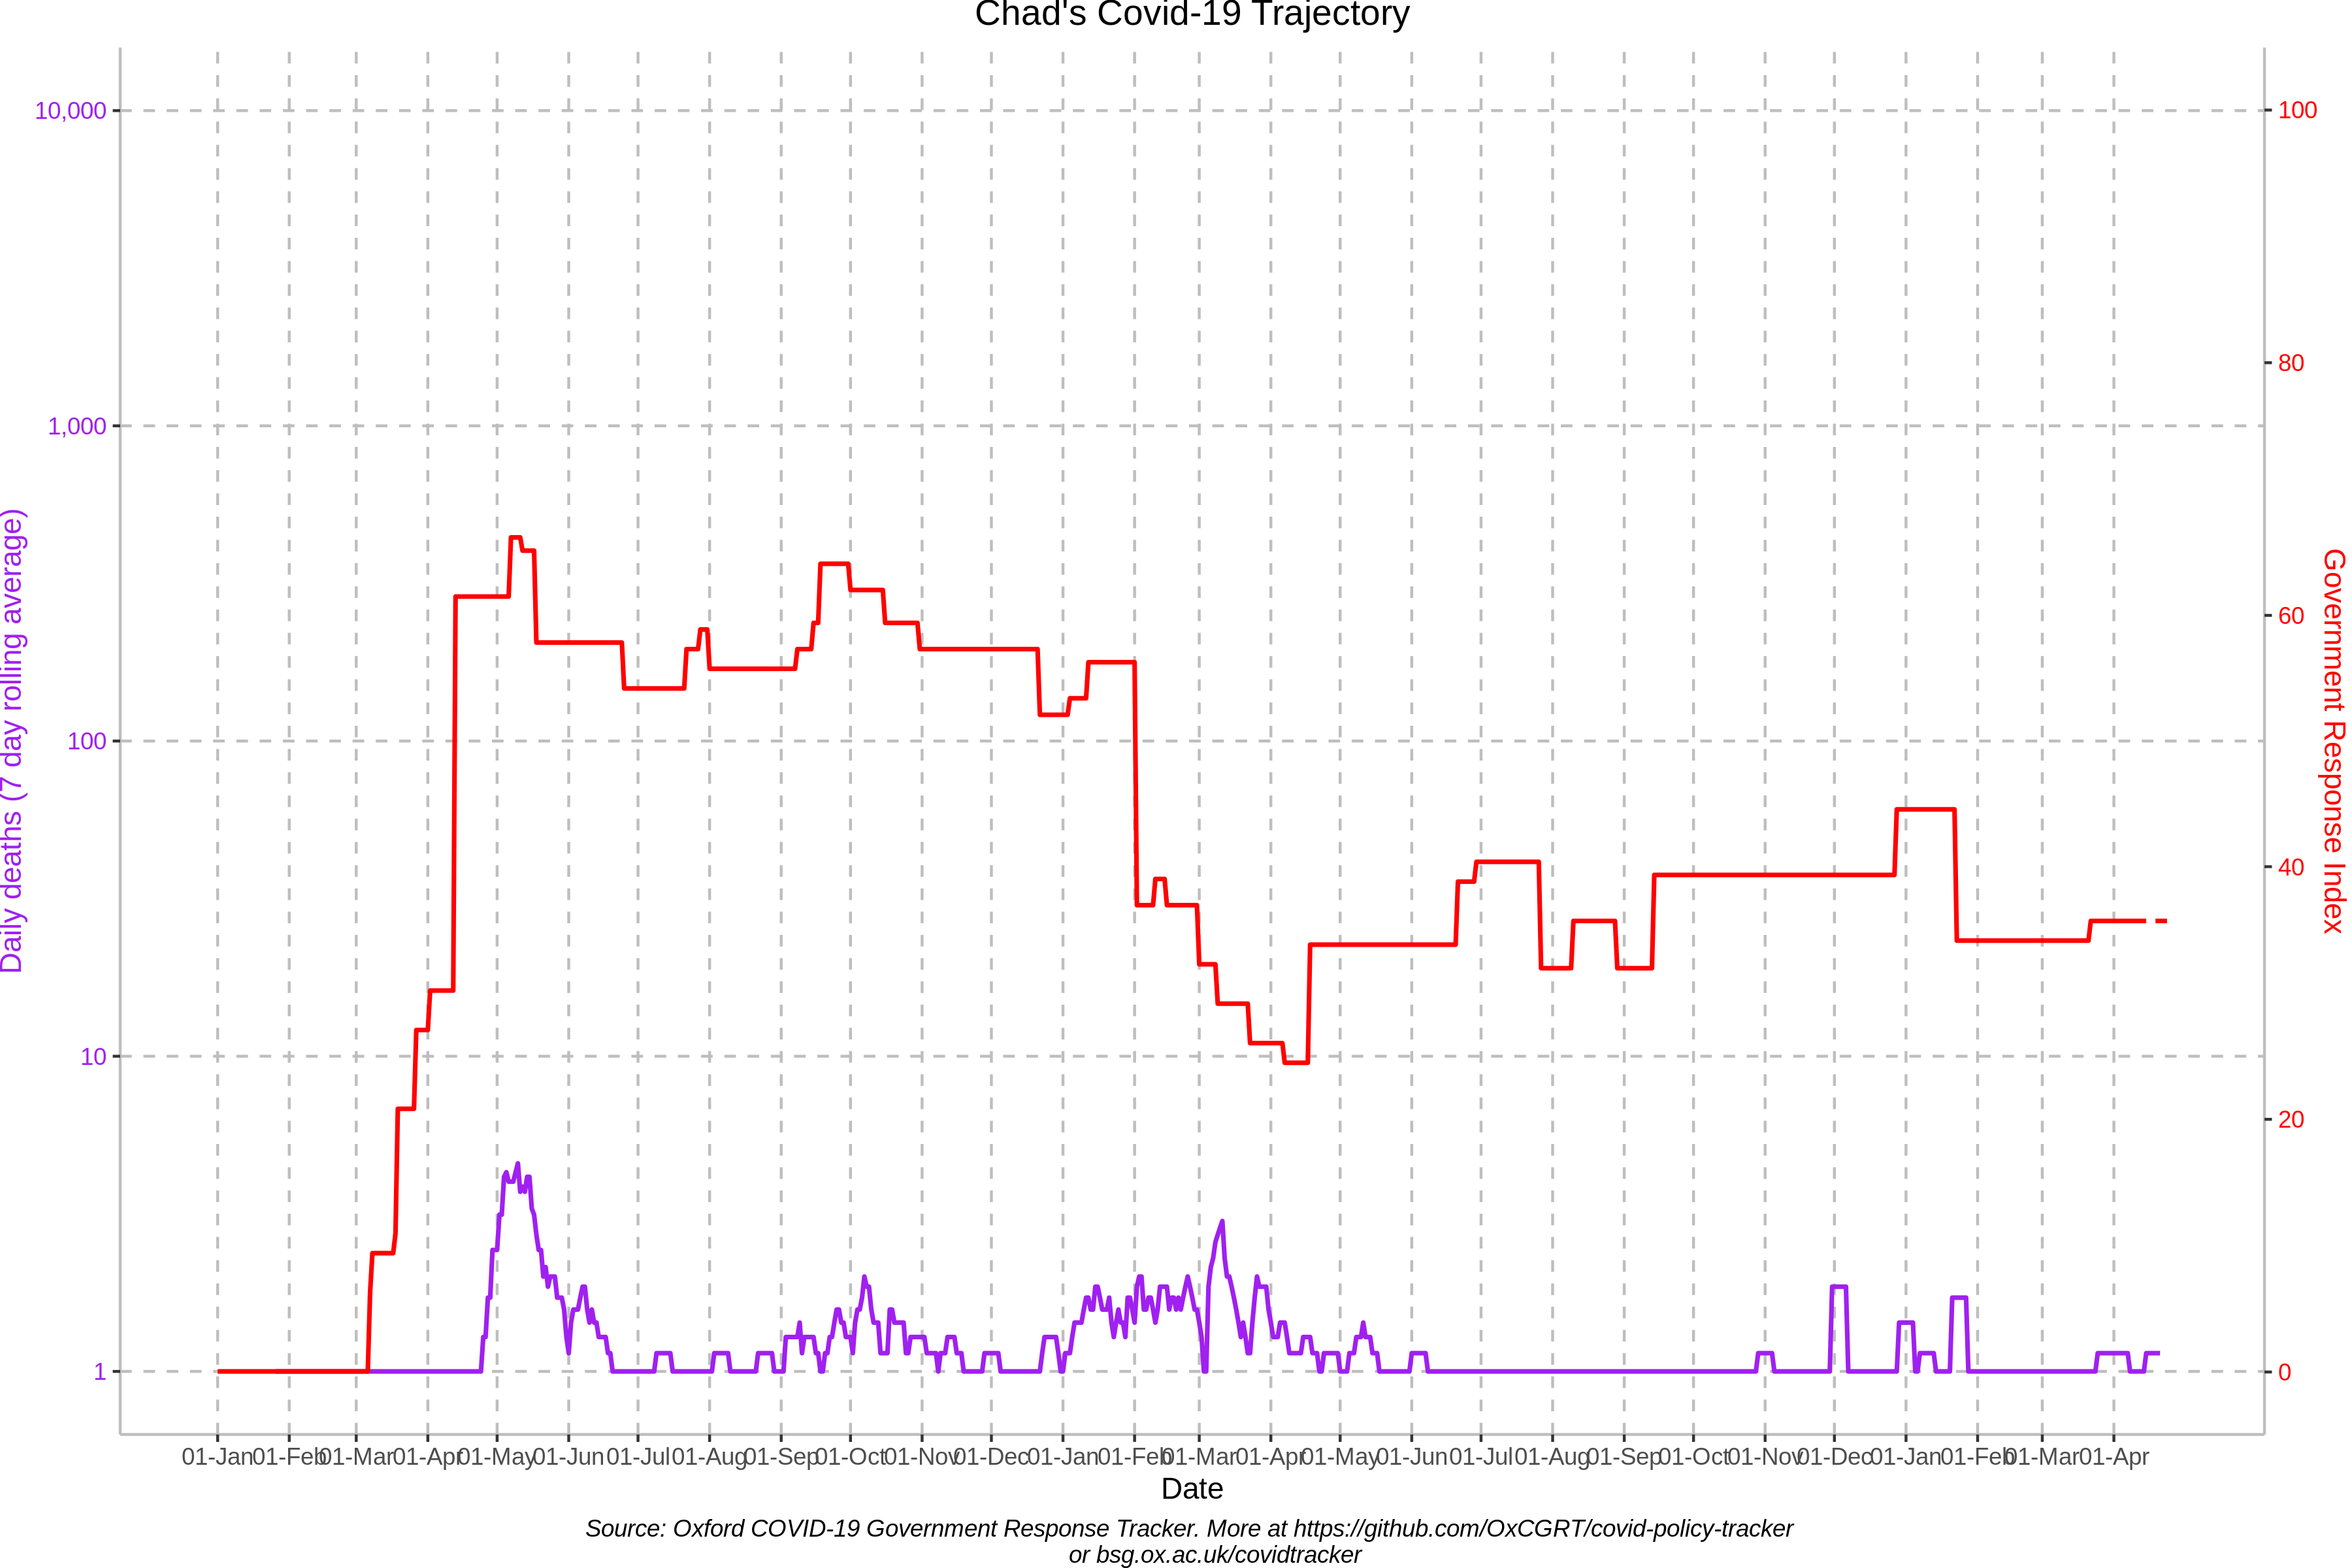 Chad's Covid-19 Trajectory
10,000
1,000
100
10
1
Daily deaths (7 day rolling average)
100
80
60
40
20
0
Government Response Index
01-Jan 01-Feb 01-Mar 01-Apr 01-May 01-Jun 01-Jul 01-Aug 01-Sep 01-Oct 01-Nov 01-Dec 01-Jan 01-Feb 01-Mar 01-Apr 01-May 01-Jun 01-Jul 01-Aug 01-Sep 01-Oct 01-Nov 01-Dec 01-Jan 01-Feb 01-Mar 01-Apr
Date
Source: Oxford COVID-19 Government Response Tracker. More at https://github.com/OxCGRT/covid-policy-tracker
or bsg.ox.ac.uk/covidtracker